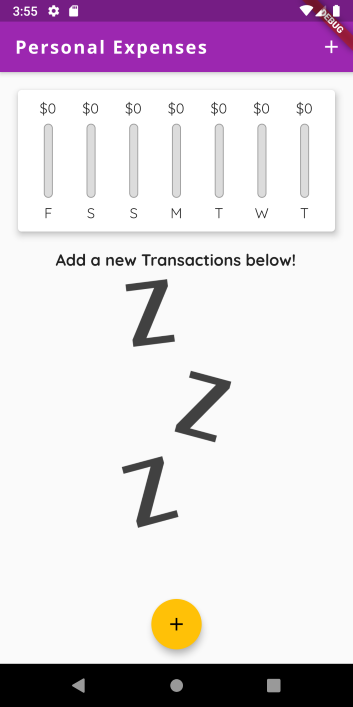 3:55
DEBUG
Personal Expenses +
$0 $0 $0 $0 $0 $0 $0
F S S M T W T
Add a new Transactions below!
Z
Z
Z
+